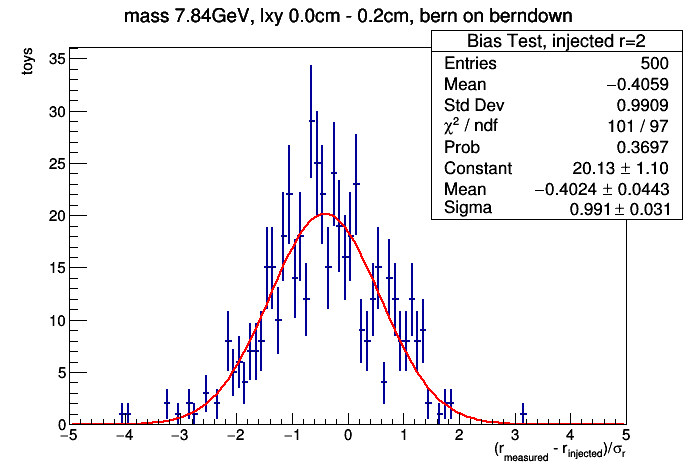 mass 7.84GeV, lxy 0.0cm - 0.2cm, bern on berndown
Bias Test, injected r=2
Entries 500
Mean −0.4059
Std Dev 0.9909
χ² / ndf 101 / 97
Prob 0.3697
Constant 20.13 ± 1.10
Mean −0.4024 ± 0.0443
Sigma 0.991 ± 0.031
toys
35
30
25
20
15
10
5
0
−5 −4 −3 −2 −1 0 1 2 3 4 5
(r_measured - r_injected)/σ_r